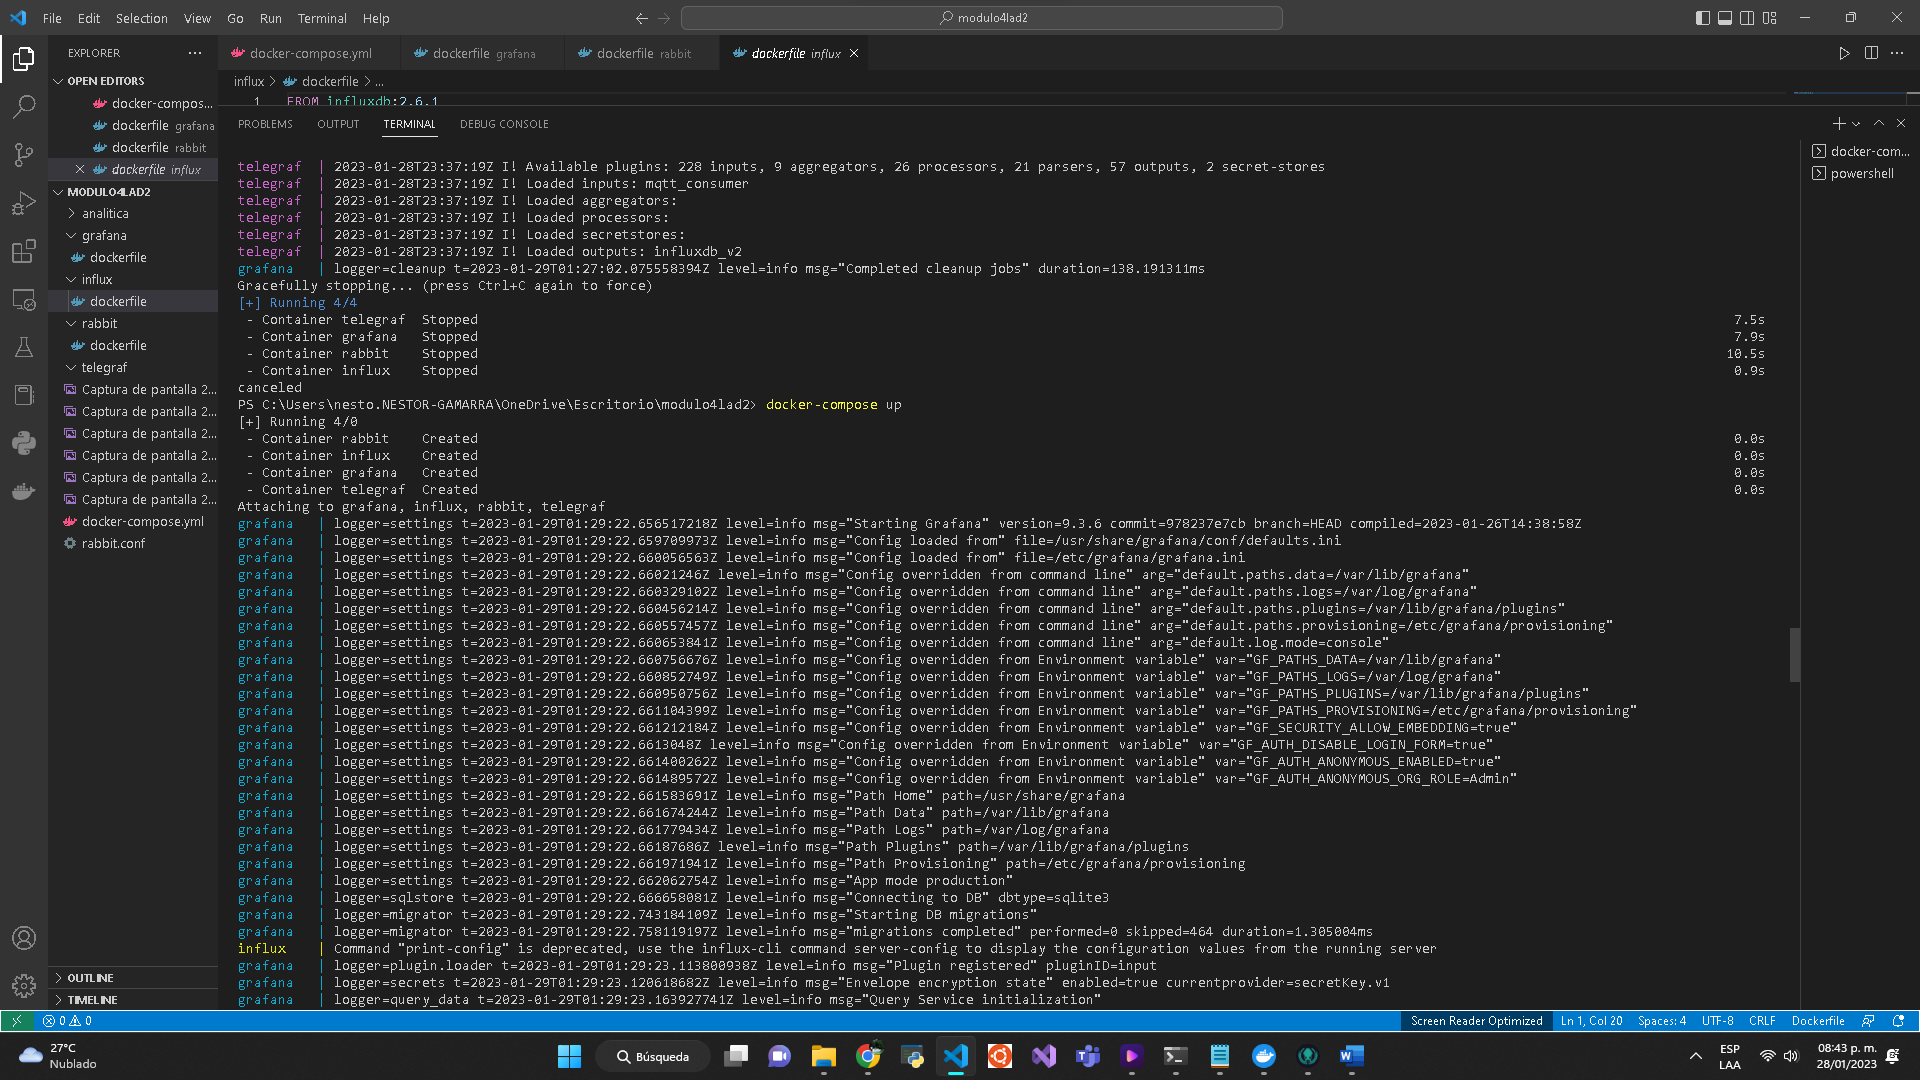 File Edit Selection View Go Run Terminal Help
modulo4lad2
EXPLORER
OPEN EDITORS
docker-compos...
dockerfile grafana
dockerfile rabbit
dockerfile influx
MODULO4LAD2
analitica
grafana
dockerfile
influx
dockerfile
rabbit
dockerfile
telegraf
Captura de pantalla 2...
Captura de pantalla 2...
Captura de pantalla 2...
Captura de pantalla 2...
Captura de pantalla 2...
Captura de pantalla 2...
docker-compose.yml
rabbit.conf
OUTLINE
TIMELINE
docker-compose.yml dockerfile grafana dockerfile rabbit dockerfile influx
influx > dockerfile > ...
1 FROM influxdb:2.6.1
PROBLEMS OUTPUT TERMINAL DEBUG CONSOLE
telegraf | 2023-01-28T23:37:19Z I! Available plugins: 228 inputs, 9 aggregators, 26 processors, 21 parsers, 57 outputs, 2 secret-stores
telegraf | 2023-01-28T23:37:19Z I! Loaded inputs: mqtt_consumer
telegraf | 2023-01-28T23:37:19Z I! Loaded aggregators:
telegraf | 2023-01-28T23:37:19Z I! Loaded processors:
telegraf | 2023-01-28T23:37:19Z I! Loaded secretstores:
telegraf | 2023-01-28T23:37:19Z I! Loaded outputs: influxdb_v2
grafana | logger=cleanup t=2023-01-29T01:27:02.075558394Z level=info msg="Completed cleanup jobs" duration=138.191311ms
Gracefully stopping... (press Ctrl+C again to force)
[+] Running 4/4
- Container telegraf Stopped 7.5s
- Container grafana Stopped 7.9s
- Container rabbit Stopped 10.5s
- Container influx Stopped 0.9s
canceled
PS C:\Users\nesto.NESTOR-GAMARRA\OneDrive\Escritorio\modulo4lad2> docker-compose up
[+] Running 4/0
- Container rabbit Created 0.0s
- Container influx Created 0.0s
- Container grafana Created 0.0s
- Container telegraf Created 0.0s
Attaching to grafana, influx, rabbit, telegraf
grafana | logger=settings t=2023-01-29T01:29:22.656517218Z level=info msg="Starting Grafana" version=9.3.6 commit=978237e7cb branch=HEAD compiled=2023-01-26T14:38:58Z
grafana | logger=settings t=2023-01-29T01:29:22.659709973Z level=info msg="Config loaded from" file=/usr/share/grafana/conf/defaults.ini
grafana | logger=settings t=2023-01-29T01:29:22.660056563Z level=info msg="Config loaded from" file=/etc/grafana/grafana.ini
grafana | logger=settings t=2023-01-29T01:29:22.66021246Z level=info msg="Config overridden from command line" arg="default.paths.data=/var/lib/grafana"
grafana | logger=settings t=2023-01-29T01:29:22.660329102Z level=info msg="Config overridden from command line" arg="default.paths.logs=/var/log/grafana"
grafana | logger=settings t=2023-01-29T01:29:22.660456214Z level=info msg="Config overridden from command line" arg="default.paths.plugins=/var/lib/grafana/plugins"
grafana | logger=settings t=2023-01-29T01:29:22.660557457Z level=info msg="Config overridden from command line" arg="default.paths.provisioning=/etc/grafana/provisioning"
grafana | logger=settings t=2023-01-29T01:29:22.660653841Z level=info msg="Config overridden from command line" arg="default.log.mode=console"
grafana | logger=settings t=2023-01-29T01:29:22.660756676Z level=info msg="Config overridden from Environment variable" var="GF_PATHS_DATA=/var/lib/grafana"
grafana | logger=settings t=2023-01-29T01:29:22.660852749Z level=info msg="Config overridden from Environment variable" var="GF_PATHS_LOGS=/var/log/grafana"
grafana | logger=settings t=2023-01-29T01:29:22.660950756Z level=info msg="Config overridden from Environment variable" var="GF_PATHS_PLUGINS=/var/lib/grafana/plugins"
grafana | logger=settings t=2023-01-29T01:29:22.661104399Z level=info msg="Config overridden from Environment variable" var="GF_PATHS_PROVISIONING=/etc/grafana/provisioning"
grafana | logger=settings t=2023-01-29T01:29:22.661212184Z level=info msg="Config overridden from Environment variable" var="GF_SECURITY_ALLOW_EMBEDDING=true"
grafana | logger=settings t=2023-01-29T01:29:22.6613048Z level=info msg="Config overridden from Environment variable" var="GF_AUTH_DISABLE_LOGIN_FORM=true"
grafana | logger=settings t=2023-01-29T01:29:22.661400262Z level=info msg="Config overridden from Environment variable" var="GF_AUTH_ANONYMOUS_ENABLED=true"
grafana | logger=settings t=2023-01-29T01:29:22.661489572Z level=info msg="Config overridden from Environment variable" var="GF_AUTH_ANONYMOUS_ORG_ROLE=Admin"
grafana | logger=settings t=2023-01-29T01:29:22.661583691Z level=info msg="Path Home" path=/usr/share/grafana
grafana | logger=settings t=2023-01-29T01:29:22.661674244Z level=info msg="Path Data" path=/var/lib/grafana
grafana | logger=settings t=2023-01-29T01:29:22.661779434Z level=info msg="Path Logs" path=/var/log/grafana
grafana | logger=settings t=2023-01-29T01:29:22.66187686Z level=info msg="Path Plugins" path=/var/lib/grafana/plugins
grafana | logger=settings t=2023-01-29T01:29:22.661971941Z level=info msg="Path Provisioning" path=/etc/grafana/provisioning
grafana | logger=settings t=2023-01-29T01:29:22.662062754Z level=info msg="App mode production"
grafana | logger=sqlstore t=2023-01-29T01:29:22.666658081Z level=info msg="Connecting to DB" dbtype=sqlite3
grafana | logger=migrator t=2023-01-29T01:29:22.743184109Z level=info msg="Starting DB migrations"
grafana | logger=migrator t=2023-01-29T01:29:22.758119197Z level=info msg="migrations completed" performed=0 skipped=464 duration=1.305004ms
influx | Command "print-config" is deprecated, use the influx-cli command server-config to display the configuration values from the running server
grafana | logger=plugin.loader t=2023-01-29T01:29:23.113800938Z level=info msg="Plugin registered" pluginID=input
grafana | logger=secrets t=2023-01-29T01:29:23.120618682Z level=info msg="Envelope encryption state" enabled=true currentprovider=secretKey.v1
grafana | logger=query_data t=2023-01-29T01:29:23.163927741Z level=info msg="Query Service initialization"
docker-com...
powershell
0 0
Screen Reader Optimized Ln 1, Col 20 Spaces: 4 UTF-8 CRLF Dockerfile
27°C
Nublado
Búsqueda
ESP
LAA
08:43 p. m.
28/01/2023